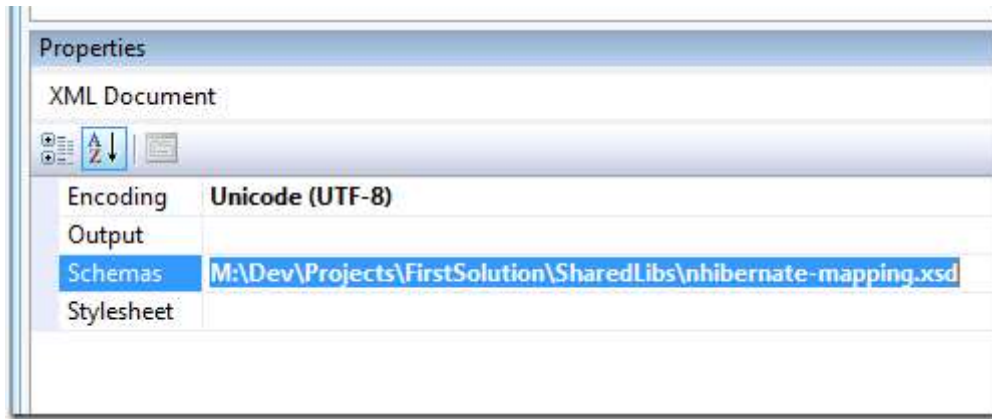 Properties
XML Document
Encoding Unicode (UTF-8)
Output
Schemas M:\Dev\Projects\FirstSolution\SharedLibs\nhibernate-mapping.xsd
Stylesheet